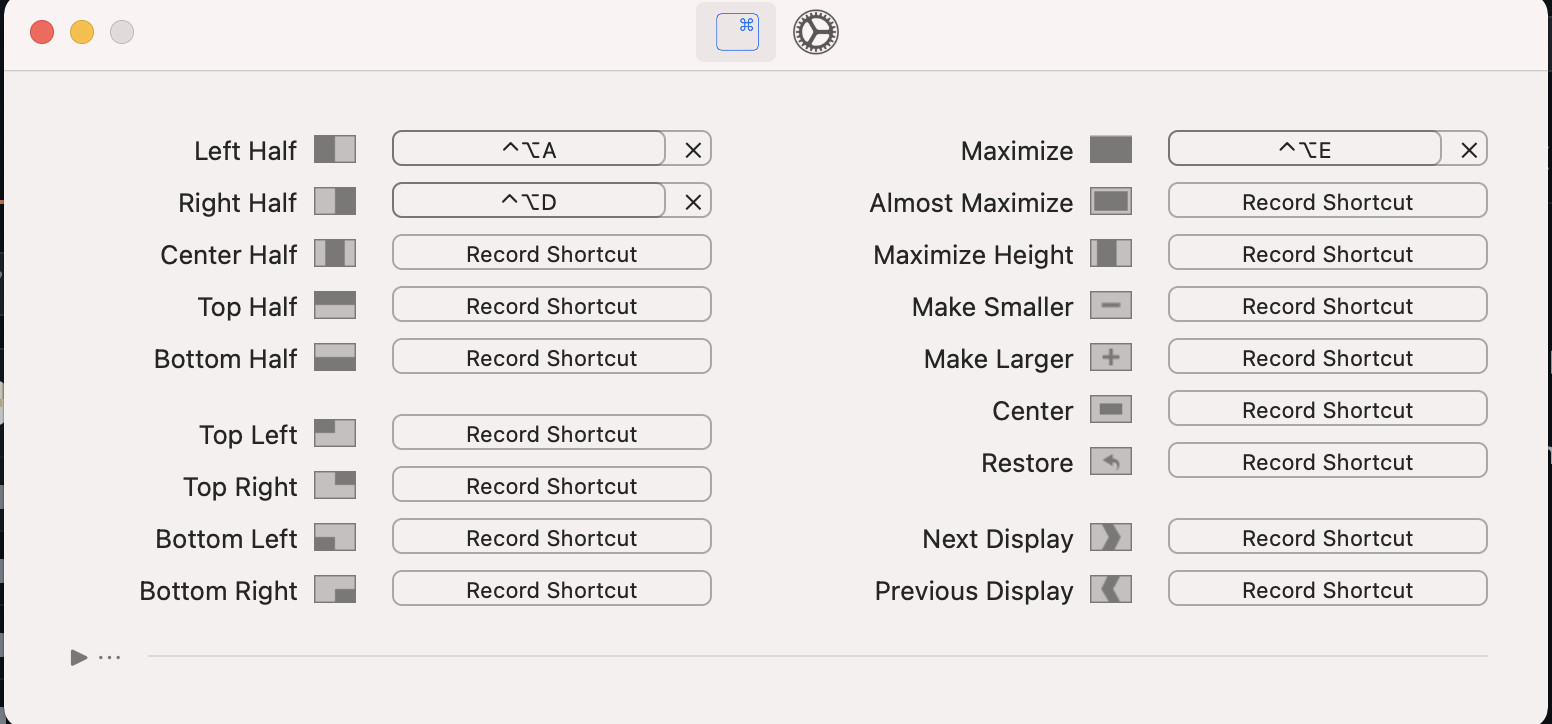 ⌘
Left Half ^⌥A ×
Right Half ^⌥D ×
Center Half Record Shortcut
Top Half Record Shortcut
Bottom Half Record Shortcut
Top Left Record Shortcut
Top Right Record Shortcut
Bottom Left Record Shortcut
Bottom Right Record Shortcut
Maximize ^⌥E ×
Almost Maximize Record Shortcut
Maximize Height Record Shortcut
Make Smaller Record Shortcut
Make Larger Record Shortcut
Center Record Shortcut
Restore Record Shortcut
Next Display Record Shortcut
Previous Display Record Shortcut
▶ ···